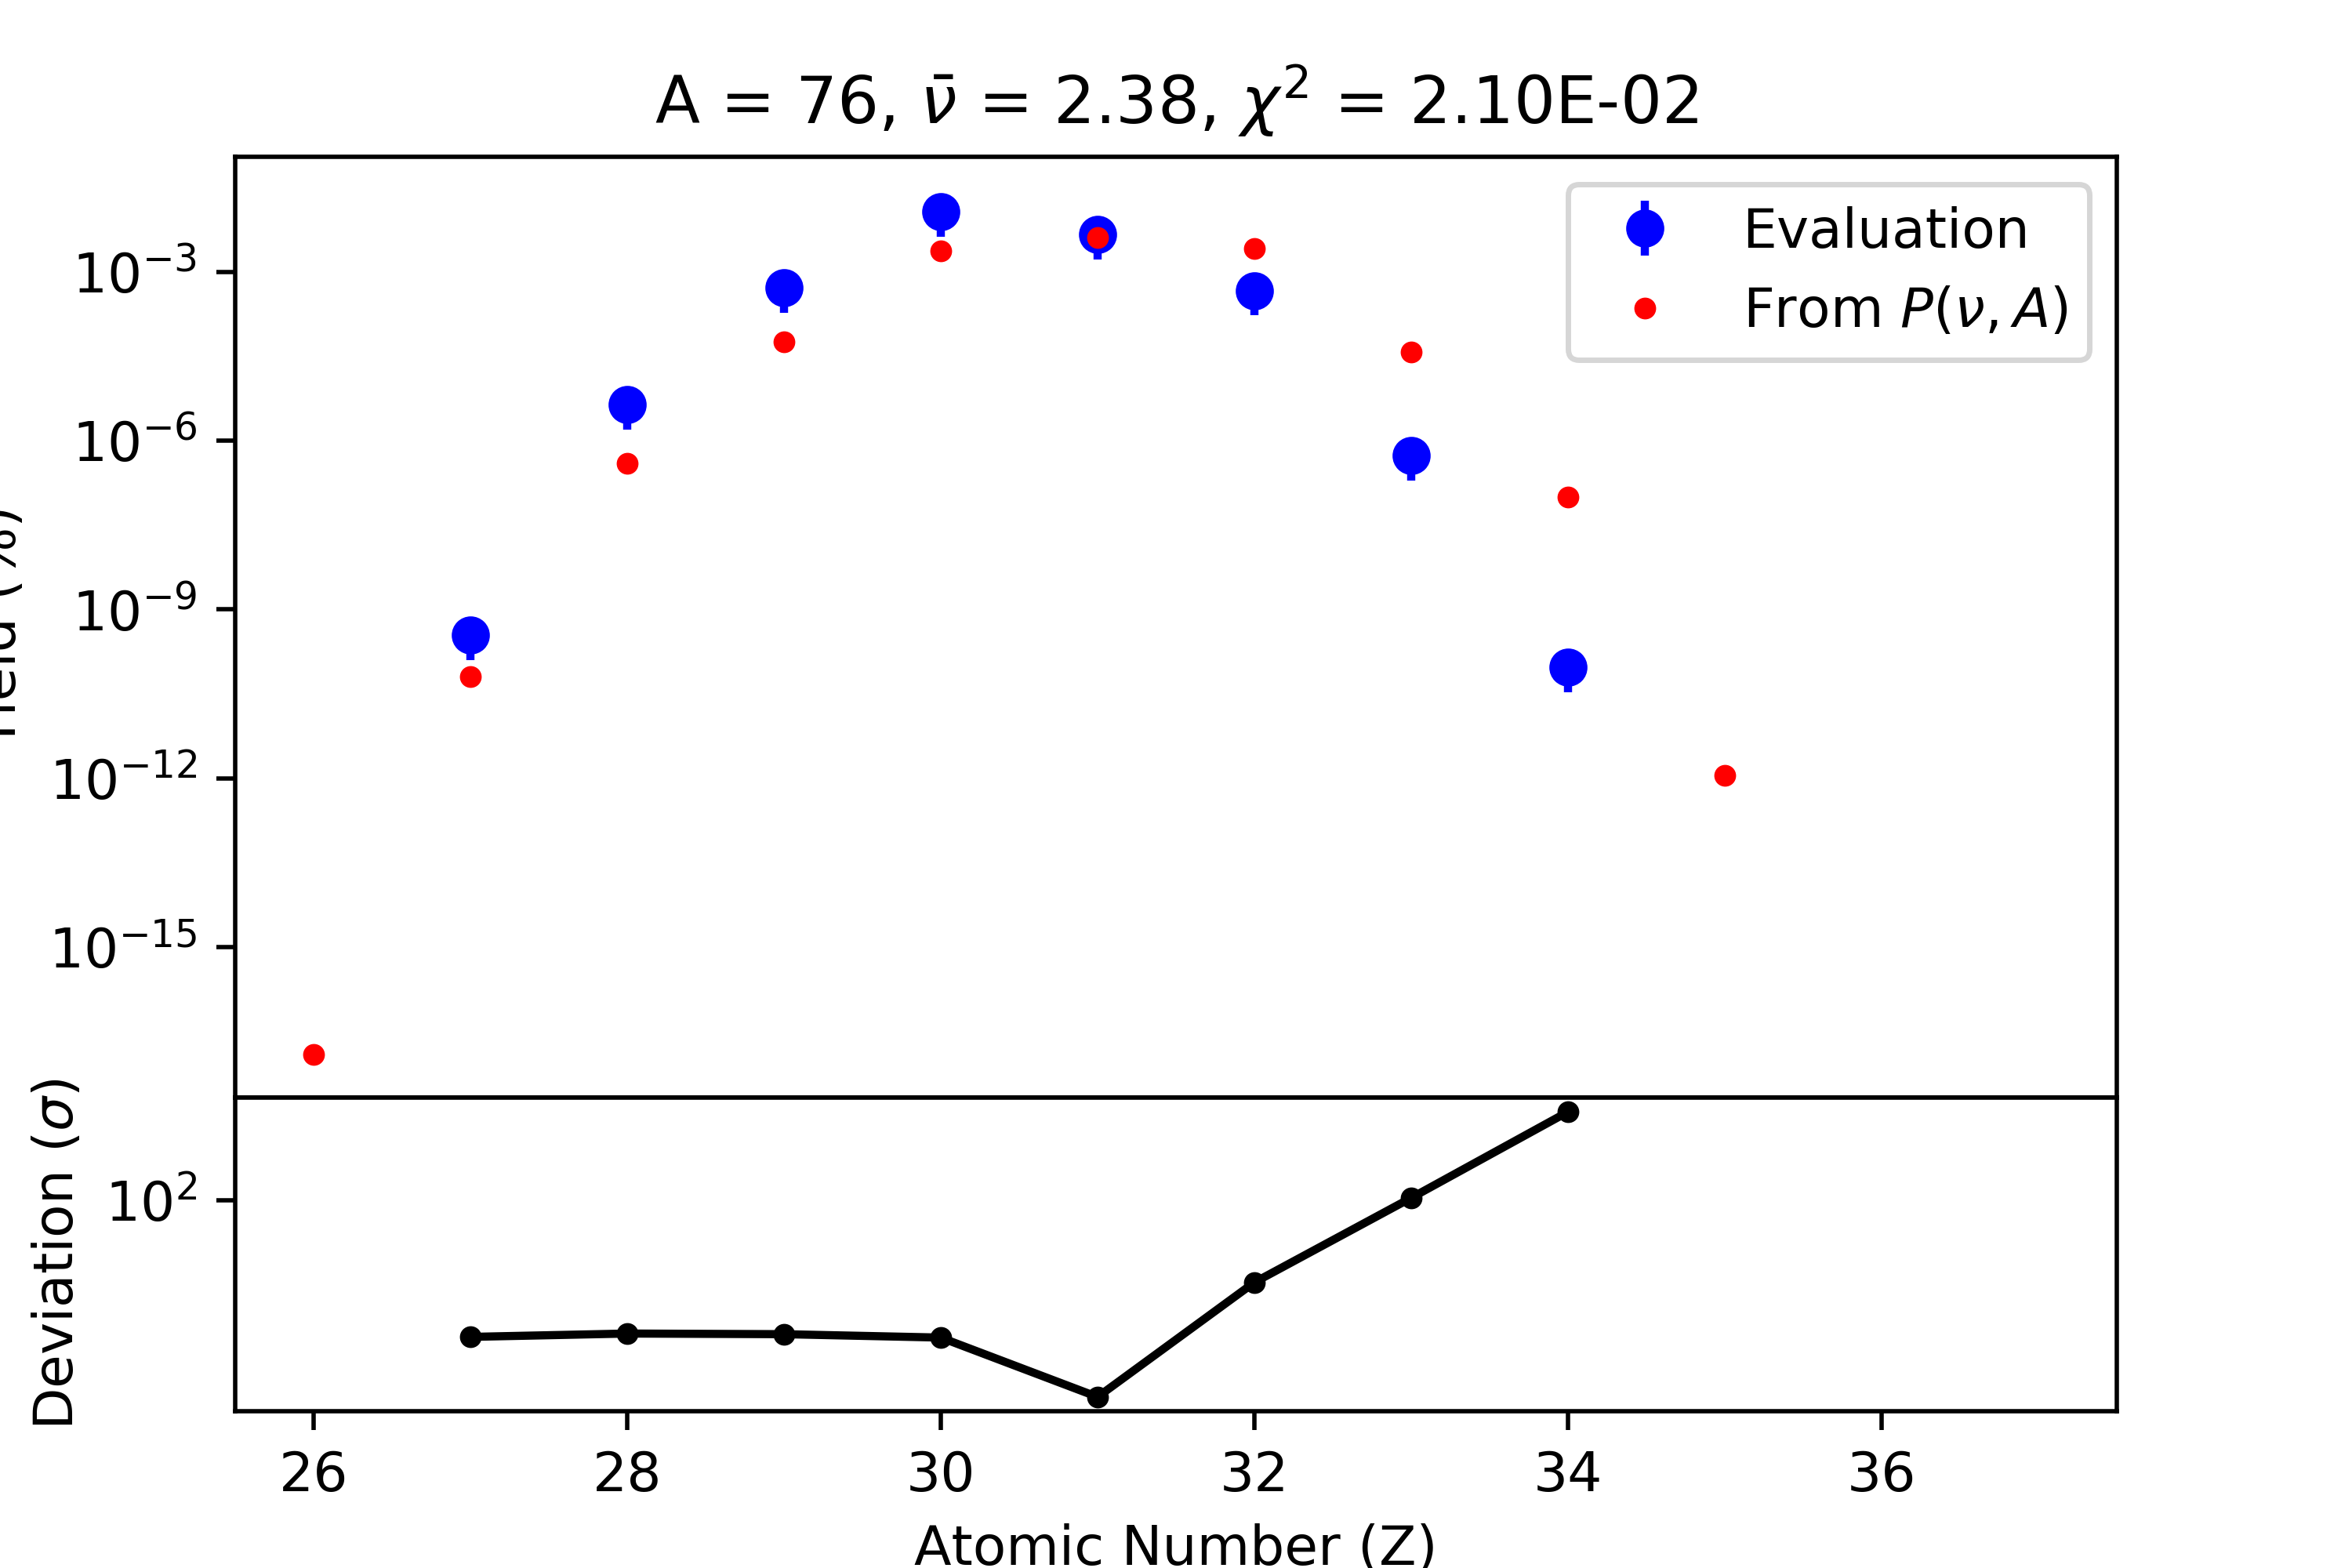 A = 76, ν̄ = 2.38, χ² = 2.10E-02
Evaluation
From P(ν, A)
10⁻³
10⁻⁶
10⁻⁹
10⁻¹²
10⁻¹⁵
(%)
Deviation (σ)
10²
26 28 30 32 34 36
Atomic Number (Z)